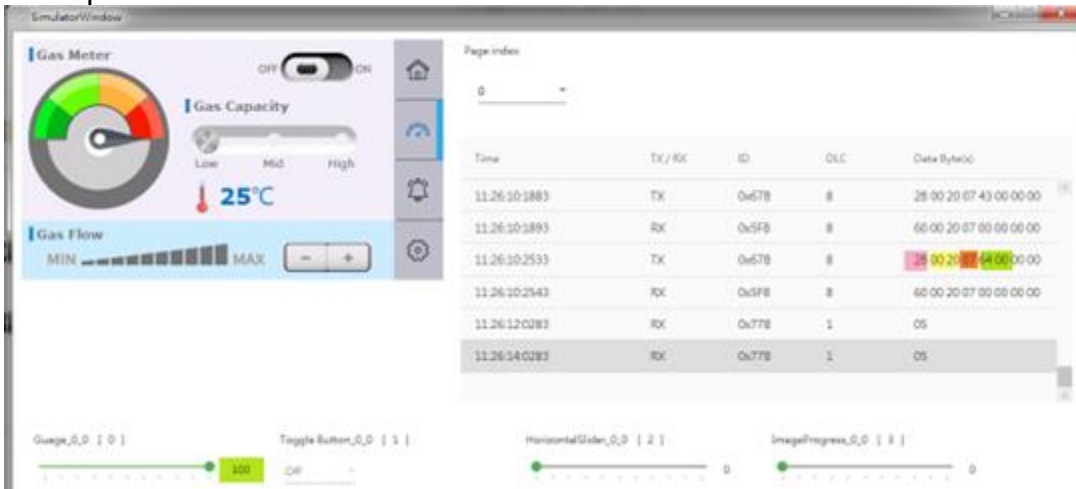 SimulatorWindow
Gas Meter
OFF
ON
Gas Capacity
Low
Mid
High
25°C
Gas Flow
MIN
MAX
- +
Page index
0
Time TX / RX ID DLC Data Byte(s)
11:26:10:1883 TX 0x678 8 28 00 20 07 43 00 00 00
11:26:10:1893 RX 0x5F8 8 60 00 20 07 00 00 00 00
11:26:10:2533 TX 0x678 8 28 00 20 07 64 00 00 00
11:26:10:2543 RX 0x5F8 8 60 00 20 07 00 00 00 00
11:26:12:0283 RX 0x778 1 05
11:26:14:0283 RX 0x778 1 05
Guage_0_0 [ 0 ]
Toggle Button_0_0 [ 1 ]
HorizontalSlider_0_0 [ 2 ]
ImageProgress_0_0 [ 3 ]
100
Off
0
0